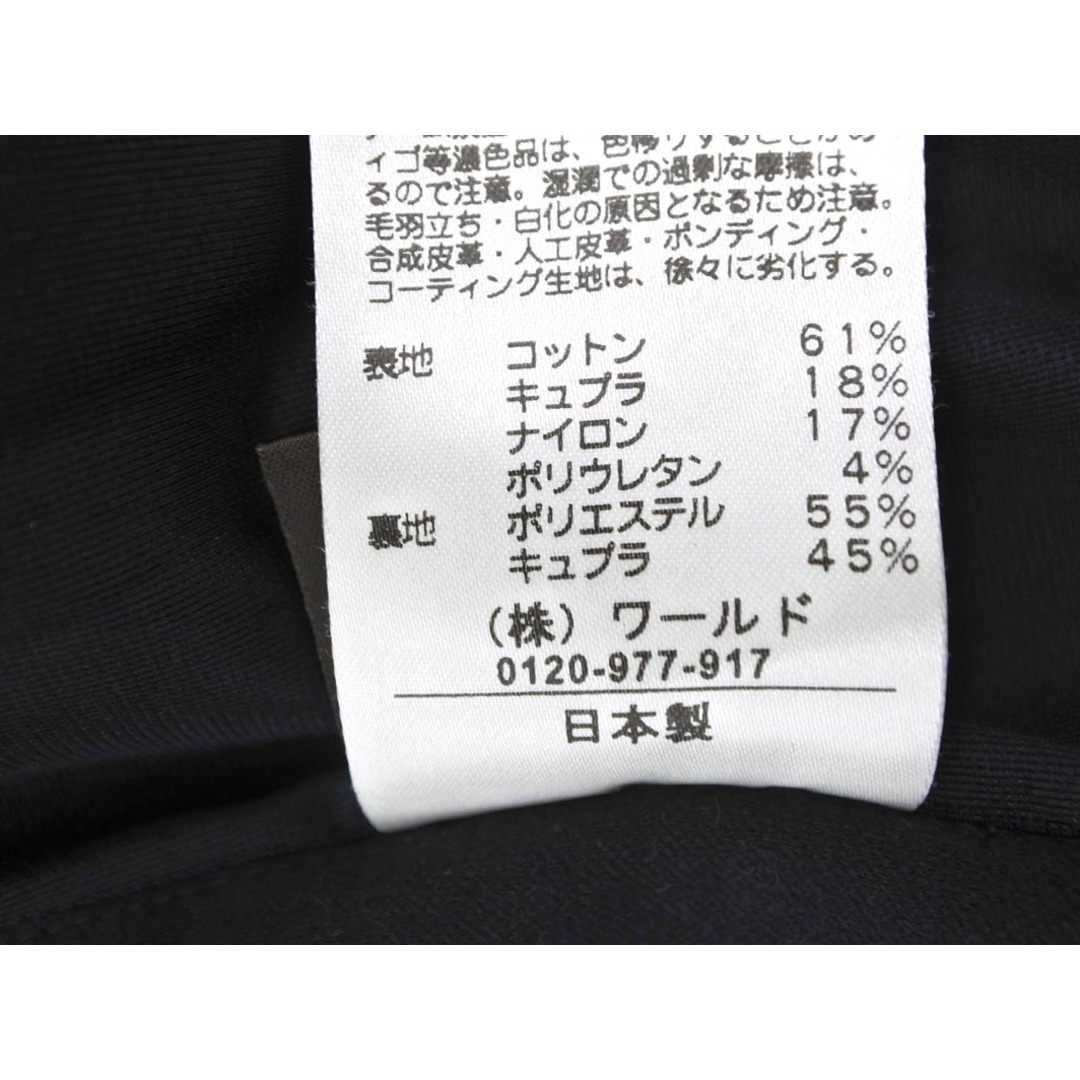 ィゴ等濃色品は、色移りすることがあ
るので注意。湿潤での過剰な摩擦は、
毛羽立ち・白化の原因となるため注意。
合成皮革・人工皮革・ボンディング・
コーティング生地は、徐々に劣化する。
表地 コットン 61%
キュプラ 18%
ナイロン 17%
ポリウレタン 4%
裏地 ポリエステル 55%
キュプラ 45%
(株) ワールド
0120-977-917
日本製